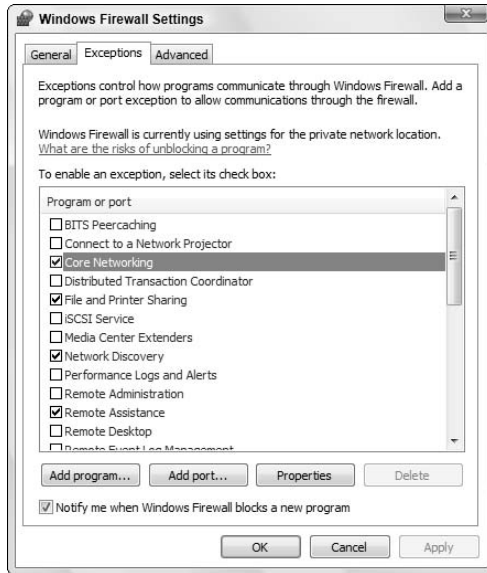 Windows Firewall Settings
General Exceptions Advanced
Exceptions control how programs communicate through Windows Firewall. Add a
program or port exception to allow communications through the firewall.
Windows Firewall is currently using settings for the private network location.
What are the risks of unblocking a program?
To enable an exception, select its check box:
Program or port
BITS Peercaching
Connect to a Network Projector
Core Networking
Distributed Transaction Coordinator
File and Printer Sharing
iSCSI Service
Media Center Extenders
Network Discovery
Performance Logs and Alerts
Remote Administration
Remote Assistance
Remote Desktop
Remote Event Log Management
Add program... Add port... Properties Delete
Notify me when Windows Firewall blocks a new program
OK Cancel Apply